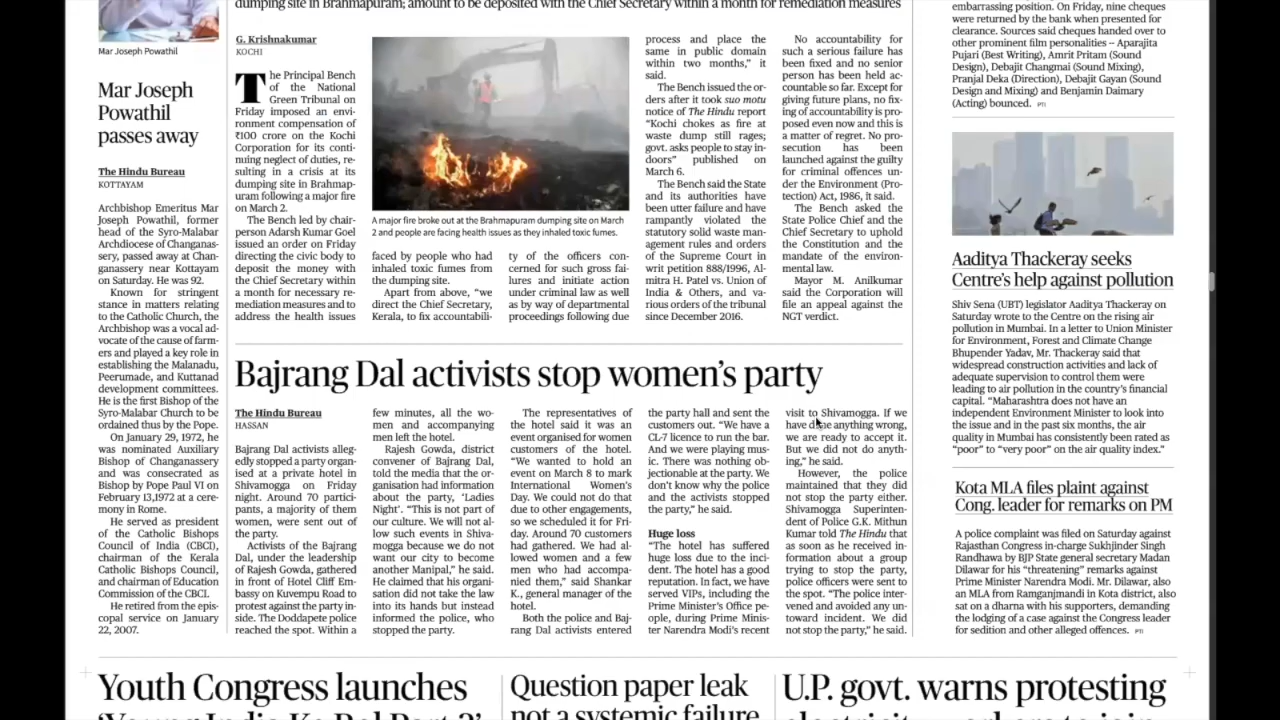 dumping site in Brahmapuram; amount to be deposited with the Chief Secretary within a month for remediation measures
Mar Joseph Powathil
Mar Joseph
Powathil
passes away
The Hindu Bureau
KOTTAYAM
Archbishop Emeritus Mar
Joseph Powathil, former
head of the Syro-Malabar
Archdiocese of Changanas-
sery, passed away at Chan-
ganassery near Kottayam
on Saturday. He was 92.
Known for stringent
stance in matters relating
to the Catholic Church, the
Archbishop was a vocal ad-
vocate of the cause of farm-
ers and played a key role in
establishing the Malanadu,
Peerumade, and Kuttanad
development committees.
He is the first Bishop of the
Syro-Malabar Church to be
ordained thus by the Pope.
On January 29, 1972, he
was nominated Auxiliary
Bishop of Changanassery
and was consecrated as
Bishop by Pope Paul VI on
February 13,1972 at a cere-
mony in Rome.
He served as president
of the Catholic Bishops
Council of India (CBCI),
chairman of the Kerala
Catholic Bishops Council,
and chairman of Education
Commission of the CBCI.
He retired from the epis-
copal service on January
22, 2007.
G. Krishnakumar
KOCHI
The Principal Bench
of the National
Green Tribunal on
Friday imposed an envi-
ronment compensation of
₹100 crore on the Kochi
Corporation for its conti-
nuing neglect of duties, re-
sulting in a crisis at its
dumping site in Brahmap-
uram following a major fire
on March 2.
The Bench led by chair-
person Adarsh Kumar Goel
issued an order on Friday
directing the civic body to
deposit the money with
the Chief Secretary within
a month for necessary re-
mediation measures and to
address the health issues
A major fire broke out at the Brahmapuram dumping site on March
2 and people are facing health issues as they inhaled toxic fumes.
faced by people who had
inhaled toxic fumes from
the dumping site.
Apart from above, “we
direct the Chief Secretary,
Kerala, to fix accountabili-
ty of the officers con-
cerned for such gross fai-
lures and initiate action
under criminal law as well
as by way of departmental
proceedings following due
process and place the
same in public domain
within two months,” it
said.
The Bench issued the or-
ders after it took suo motu
notice of The Hindu report
“Kochi chokes as fire at
waste dump still rages;
govt. asks people to stay in-
doors” published on
March 6.
The Bench said the State
and its authorities have
been utter failure and have
rampantly violated the
statutory solid waste man-
agement rules and orders
of the Supreme Court in
writ petition 888/1996, Al-
mitra H. Patel vs. Union of
India & Others, and va-
rious orders of the tribunal
since December 2016.
No accountability for
such a serious failure has
been fixed and no senior
person has been held ac-
countable so far. Except for
giving future plans, no fix-
ing of accountability is pro-
posed even now and this is
a matter of regret. No pro-
secution has been
launched against the guilty
for criminal offences un-
der the Environment (Pro-
tection) Act, 1986, it said.
The Bench asked the
State Police Chief and the
Chief Secretary to uphold
the Constitution and the
mandate of the environ-
mental law.
Mayor M. Anilkumar
said the Corporation will
file an appeal against the
NGT verdict.
Bajrang Dal activists stop women’s party
The Hindu Bureau
HASSAN
Bajrang Dal activists alleg-
edly stopped a party organ-
ised at a private hotel in
Shivamogga on Friday
night. Around 70 partici-
pants, a majority of them
women, were sent out of
the party.
Activists of the Bajrang
Dal, under the leadership
of Rajesh Gowda, gathered
in front of Hotel Cliff Em-
bassy on Kuvempu Road to
protest against the party in-
side. The Doddapete police
reached the spot. Within a
few minutes, all the wo-
men and accompanying
men left the hotel.
Rajesh Gowda, district
convener of Bajrang Dal,
told the media that the or-
ganisation had information
about the party, ‘Ladies
Night’. “This is not part of
our culture. We will not al-
low such events in Shiva-
mogga because we do not
want our city to become
another Manipal,” he said.
He claimed that his organi-
sation did not take the law
into its hands but instead
informed the police, who
stopped the party.
The representatives of
the hotel said it was an
event organised for women
customers of the hotel.
“We wanted to hold an
event on March 8 to mark
International Women’s
Day. We could not do that
due to other engagements,
so we scheduled it for Fri-
day. Around 70 customers
had gathered. We had al-
lowed women and a few
men who had accompa-
nied them,” said Shankar
K., general manager of the
hotel.
Both the police and Baj-
rang Dal activists entered
the party hall and sent the
customers out. “We have a
CL-7 licence to run the bar.
And we were playing mus-
ic. There was nothing ob-
jectionable at the party. We
don’t know why the police
and the activists stopped
the party,” he said.
Huge loss
“The hotel has suffered
huge loss due to the inci-
dent. The hotel has a good
reputation. In fact, we have
served VIPs, including the
Prime Minister’s Office peo-
ple, during Prime Minis-
ter Narendra Modi’s recent
visit to Shivamogga. If we
have done anything wrong,
we are ready to accept it.
But we did not do anyth-
ing,” he said.
However, the police
maintained that they did
not stop the party either.
Shivamogga Superinten-
dent of Police G.K. Mithun
Kumar told The Hindu that
as soon as he received in-
formation about a group
trying to stop the party,
police officers were sent to
the spot. “The police inter-
vened and avoided any un-
toward incident. We did
not stop the party,” he said.
embarrassing position. On Friday, nine cheques
were returned by the bank when presented for
clearance. Sources said cheques handed over to
other prominent film personalities -- Aparajita
Pujari (Best Writing), Amrit Pritam (Sound
Design), Debajit Changmai (Sound Mixing),
Pranjal Deka (Direction), Debajit Gayan (Sound
Design and Mixing) and Benjamin Daimary
(Acting) bounced. PTI
Aaditya Thackeray seeks
Centre’s help against pollution
Shiv Sena (UBT) legislator Aaditya Thackeray on
Saturday wrote to the Centre on the rising air
pollution in Mumbai. In a letter to Union Minister
for Environment, Forest and Climate Change
Bhupender Yadav, Mr. Thackeray said that
widespread construction activities and lack of
adequate supervision to control them were
leading to air pollution in the country’s financial
capital. “Maharashtra does not have an
independent Environment Minister to look into
the issue and in the past six months, the air
quality in Mumbai has consistently been rated as
“poor” to “very poor” on the air quality index.”
Kota MLA files plaint against
Cong. leader for remarks on PM
A police complaint was filed on Saturday against
Rajasthan Congress in-charge Sukhjinder Singh
Randhawa by BJP State general secretary Madan
Dilawar for his “threatening” remarks against
Prime Minister Narendra Modi. Mr. Dilawar, also
an MLA from Ramganjmandi in Kota district, also
sat on a dharna with his supporters, demanding
the lodging of a case against the Congress leader
for sedition and other alleged offences. PTI
Youth Congress launches
‘Young India Ke Bol Part 3’
Question paper leak
not a systemic failure
U.P. govt. warns protesting
electricity workers to join